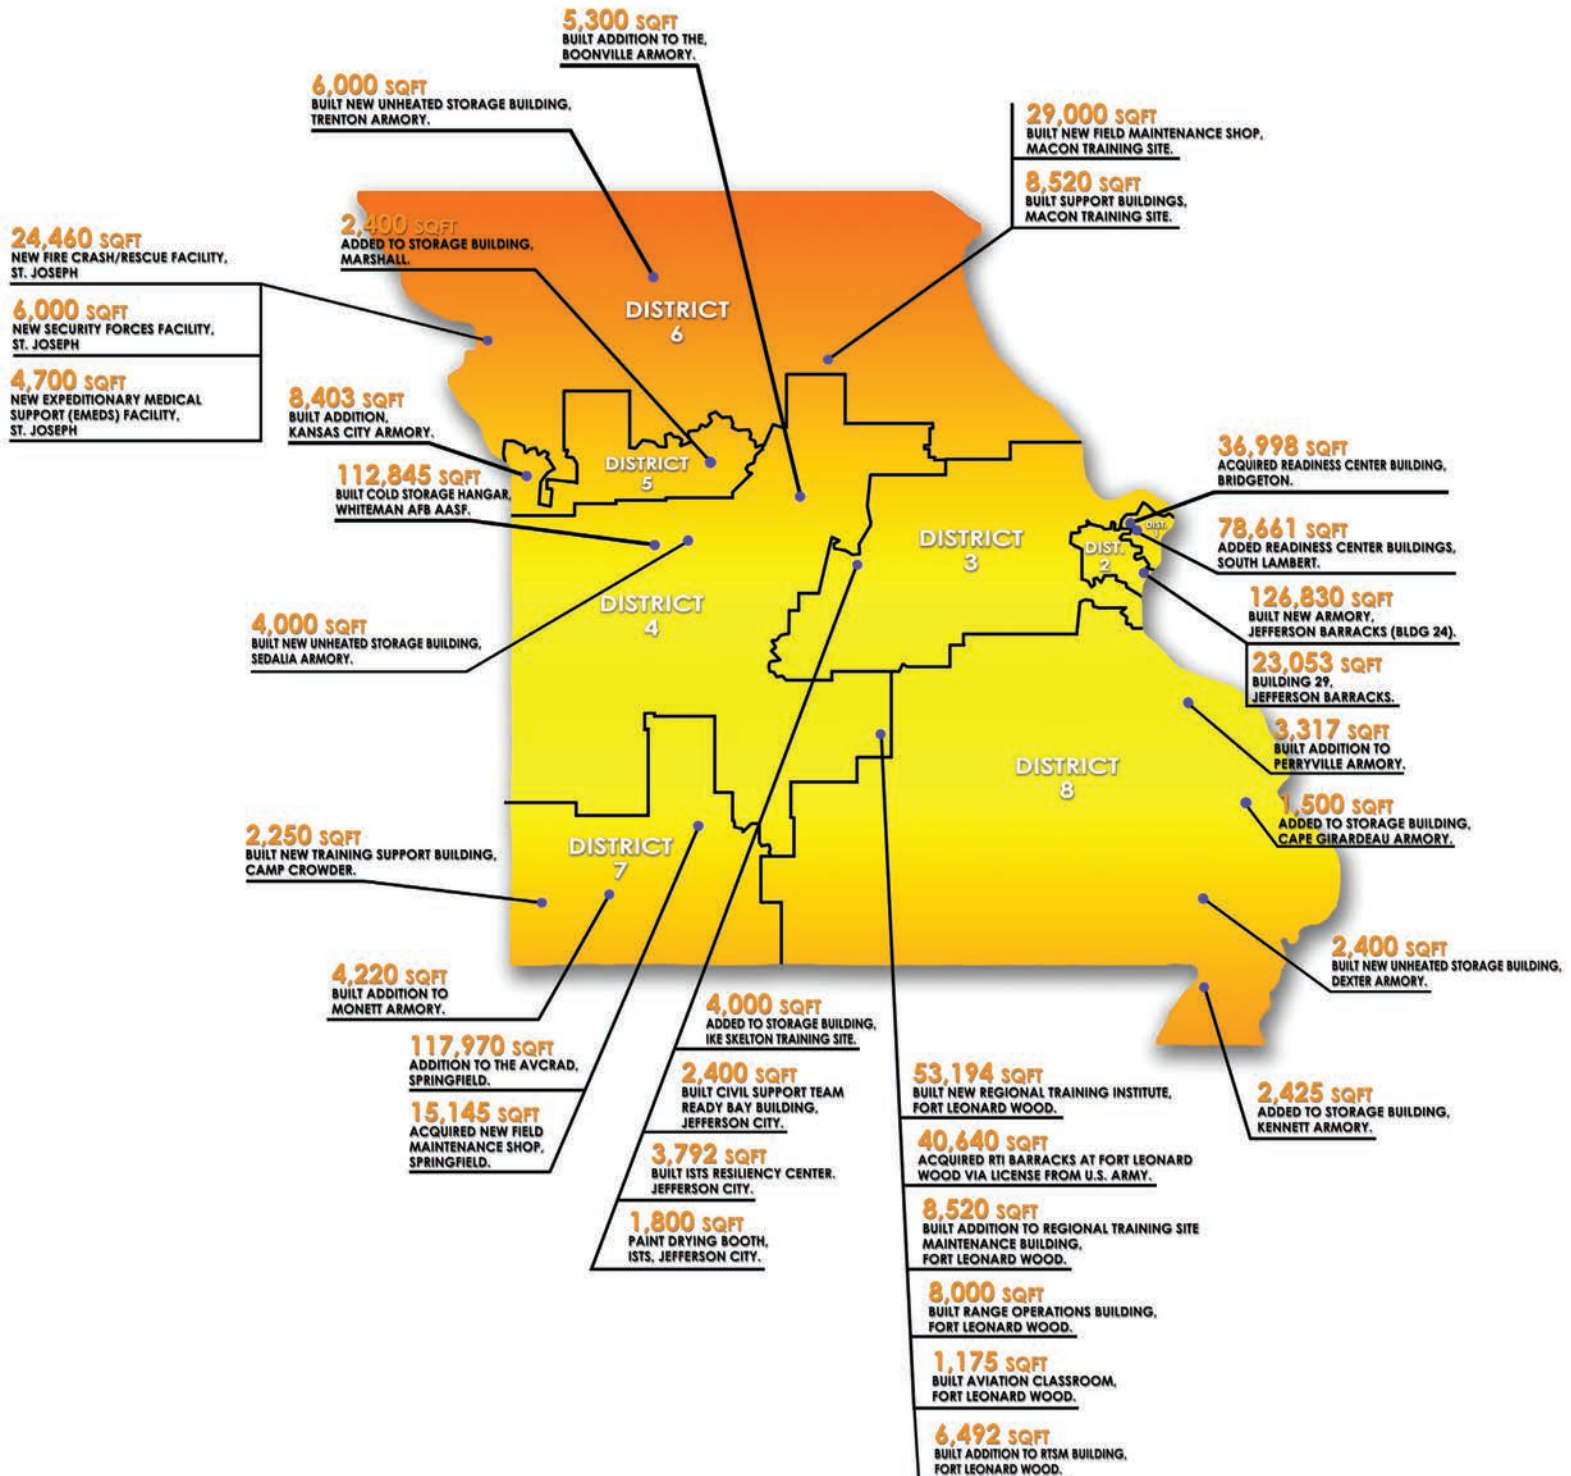 5,300 SQFT
BUILT ADDITION TO THE,
BOONVILLE ARMORY.
6,000 SQFT
BUILT NEW UNHEATED STORAGE BUILDING,
TRENTON ARMORY.
29,000 SQFT
BUILT NEW FIELD MAINTENANCE SHOP,
MACON TRAINING SITE.
8,520 SQFT
BUILT SUPPORT BUILDINGS,
MACON TRAINING SITE.
2,400 SQFT
ADDED TO STORAGE BUILDING,
MARSHALL.
24,460 SQFT
NEW FIRE CRASH/RESCUE FACILITY,
ST. JOSEPH
6,000 SQFT
NEW SECURITY FORCES FACILITY,
ST. JOSEPH
4,700 SQFT
NEW EXPEDITIONARY MEDICAL
SUPPORT (EMEDS) FACILITY,
ST. JOSEPH
DISTRICT
6
8,403 SQFT
BUILT ADDITION,
KANSAS CITY ARMORY.
112,845 SQFT
BUILT COLD STORAGE HANGAR,
WHITEMAN AFB AASF.
DISTRICT
5
36,998 SQFT
ACQUIRED READINESS CENTER BUILDING,
BRIDGETON.
78,661 SQFT
ADDED READINESS CENTER BUILDINGS,
SOUTH LAMBERT.
DIST.
1
DIST.
2
DISTRICT
3
DISTRICT
4
126,830 SQFT
BUILT NEW ARMORY,
JEFFERSON BARRACKS (BLDG 24).
23,053 SQFT
BUILDING 29,
JEFFERSON BARRACKS.
4,000 SQFT
BUILT NEW UNHEATED STORAGE BUILDING,
SEDALIA ARMORY.
3,317 SQFT
BUILT ADDITION TO
PERRYVILLE ARMORY.
DISTRICT
8
1,500 SQFT
ADDED TO STORAGE BUILDING,
CAPE GIRARDEAU ARMORY.
2,250 SQFT
BUILT NEW TRAINING SUPPORT BUILDING,
CAMP CROWDER.
DISTRICT
7
2,400 SQFT
BUILT NEW UNHEATED STORAGE BUILDING,
DEXTER ARMORY.
4,220 SQFT
BUILT ADDITION TO
MONETT ARMORY.
117,970 SQFT
ADDITION TO THE AVCRAD,
SPRINGFIELD.
15,145 SQFT
ACQUIRED NEW FIELD
MAINTENANCE SHOP,
SPRINGFIELD.
4,000 SQFT
ADDED TO STORAGE BUILDING,
IKE SKELTON TRAINING SITE.
2,400 SQFT
BUILT CIVIL SUPPORT TEAM
READY BAY BUILDING,
JEFFERSON CITY.
3,792 SQFT
BUILT ISTS RESILIENCY CENTER.
JEFFERSON CITY.
1,800 SQFT
PAINT DRYING BOOTH,
ISTS, JEFFERSON CITY.
53,194 SQFT
BUILT NEW REGIONAL TRAINING INSTITUTE,
FORT LEONARD WOOD.
40,640 SQFT
ACQUIRED RTI BARRACKS AT FORT LEONARD
WOOD VIA LICENSE FROM U.S. ARMY.
8,520 SQFT
BUILT ADDITION TO REGIONAL TRAINING SITE
MAINTENANCE BUILDING,
FORT LEONARD WOOD.
8,000 SQFT
BUILT RANGE OPERATIONS BUILDING,
FORT LEONARD WOOD.
1,175 SQFT
BUILT AVIATION CLASSROOM,
FORT LEONARD WOOD.
6,492 SQFT
BUILT ADDITION TO RTSM BUILDING,
FORT LEONARD WOOD.
2,425 SQFT
ADDED TO STORAGE BUILDING,
KENNETT ARMORY.